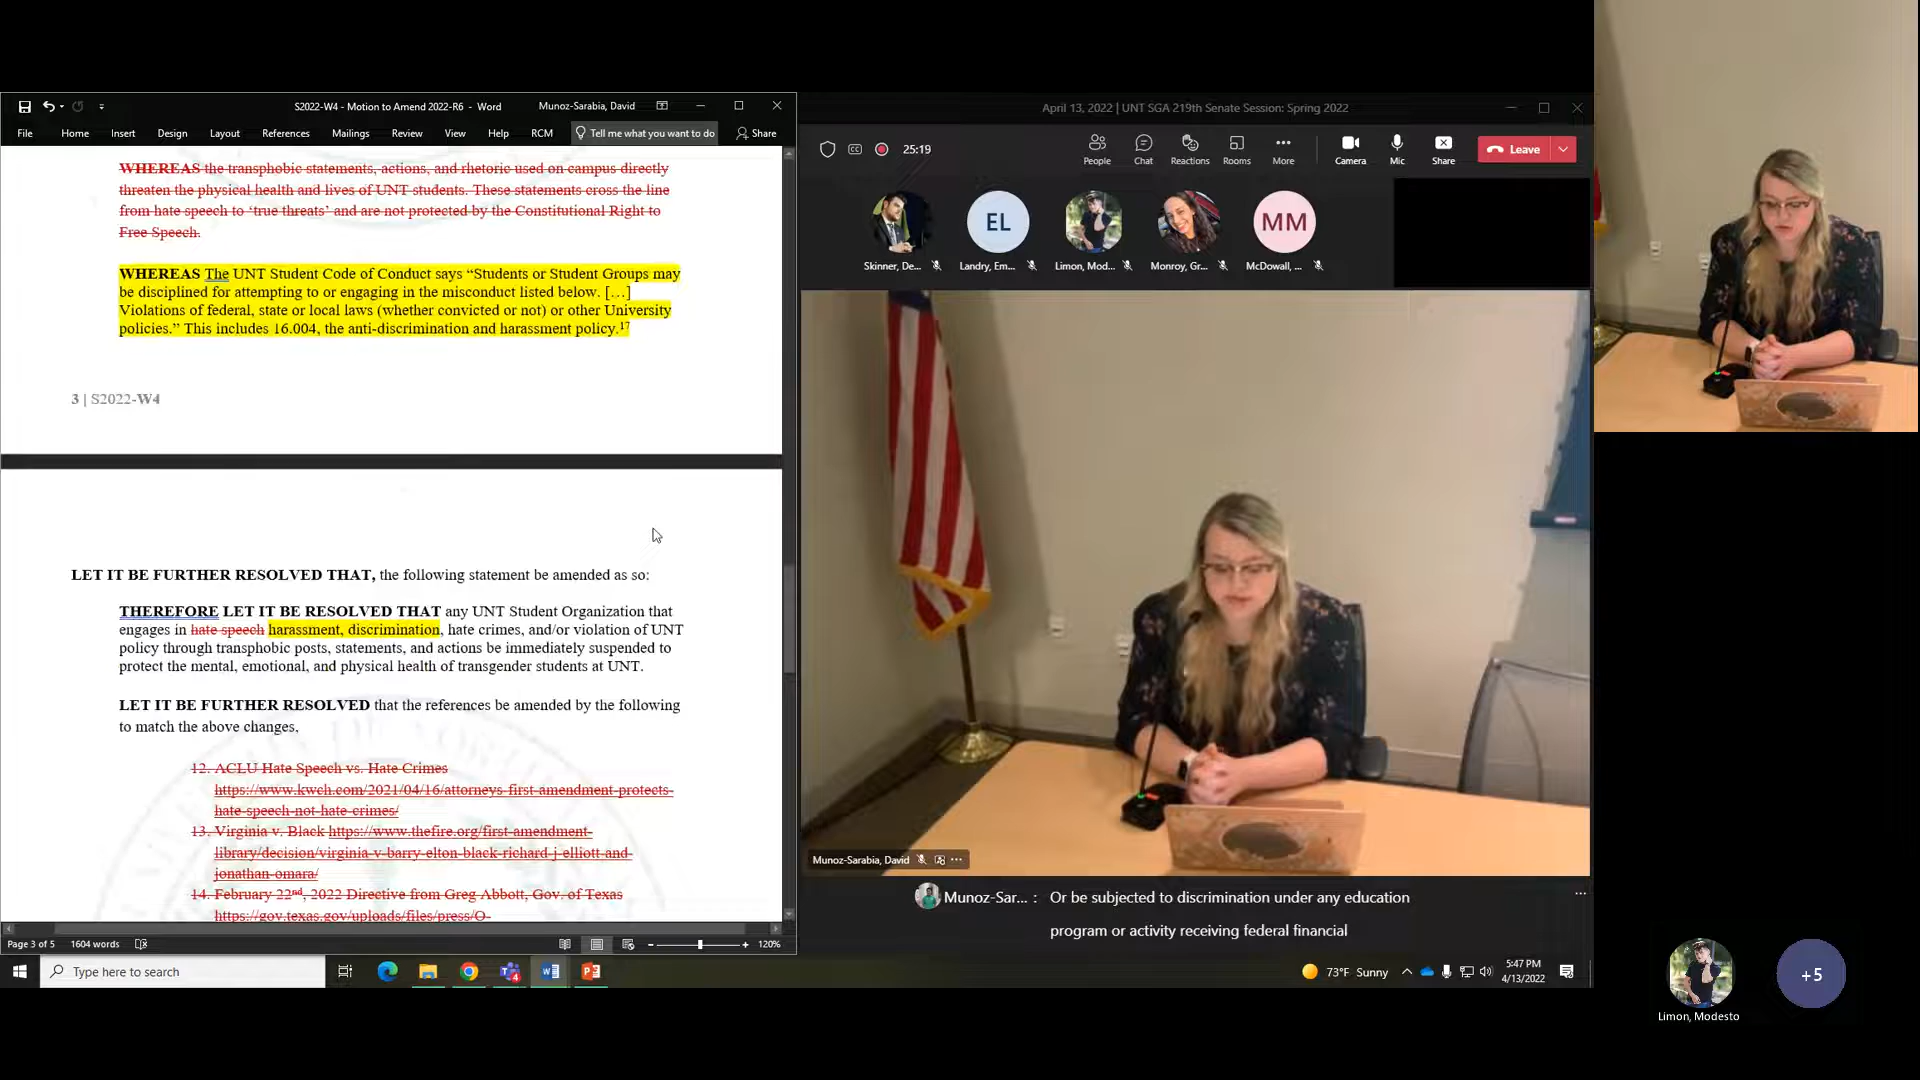 S2022-W4 - Motion to Amend 2022-R6 - Word
Munoz-Sarabia, David
File Home Insert Design Layout References Mailings Review View Help RCM Tell me what you want to do Share
WHEREAS the transphobic statements, actions, and rhetoric used on campus directly
threaten the physical health and lives of UNT students. These statements cross the line
from hate speech to ‘true threats’ and are not protected by the Constitutional Right to
Free Speech.
WHEREAS The UNT Student Code of Conduct says “Students or Student Groups may
be disciplined for attempting to or engaging in the misconduct listed below. […]
Violations of federal, state or local laws (whether convicted or not) or other University
policies.” This includes 16.004, the anti-discrimination and harassment policy.17
3 | S2022-W4
LET IT BE FURTHER RESOLVED THAT, the following statement be amended as so:
THEREFORE LET IT BE RESOLVED THAT any UNT Student Organization that
engages in hate speech harassment, discrimination, hate crimes, and/or violation of UNT
policy through transphobic posts, statements, and actions be immediately suspended to
protect the mental, emotional, and physical health of transgender students at UNT.
LET IT BE FURTHER RESOLVED that the references be amended by the following
to match the above changes,
12. ACLU Hate Speech vs. Hate Crimes
https://www.kwch.com/2021/04/16/attorneys-first-amendment-protects-
hate-speech-not-hate-crimes/
13. Virginia v. Black https://www.thefire.org/first-amendment-
library/decision/virginia-v-barry-elton-black-richard-j-elliott-and-
jonathan-omara/
14. February 22nd, 2022 Directive from Greg Abbott, Gov. of Texas
https://gov.texas.gov/uploads/files/press/O-
Page 3 of 5 1604 words 120%
Type here to search
April 13, 2022 | UNT SGA 219th Senate Session: Spring 2022
25:19
People Chat Reactions Rooms More Camera Mic Share Leave
EL MM
Skinner, De... Landry, Em... Limon, Mod... Monroy, Gr... McDowall, ...
Munoz-Sarabia, David
Munoz-Sar... : Or be subjected to discrimination under any education
program or activity receiving federal financial
73°F Sunny
5:47 PM
4/13/2022
+5
Limon, Modesto